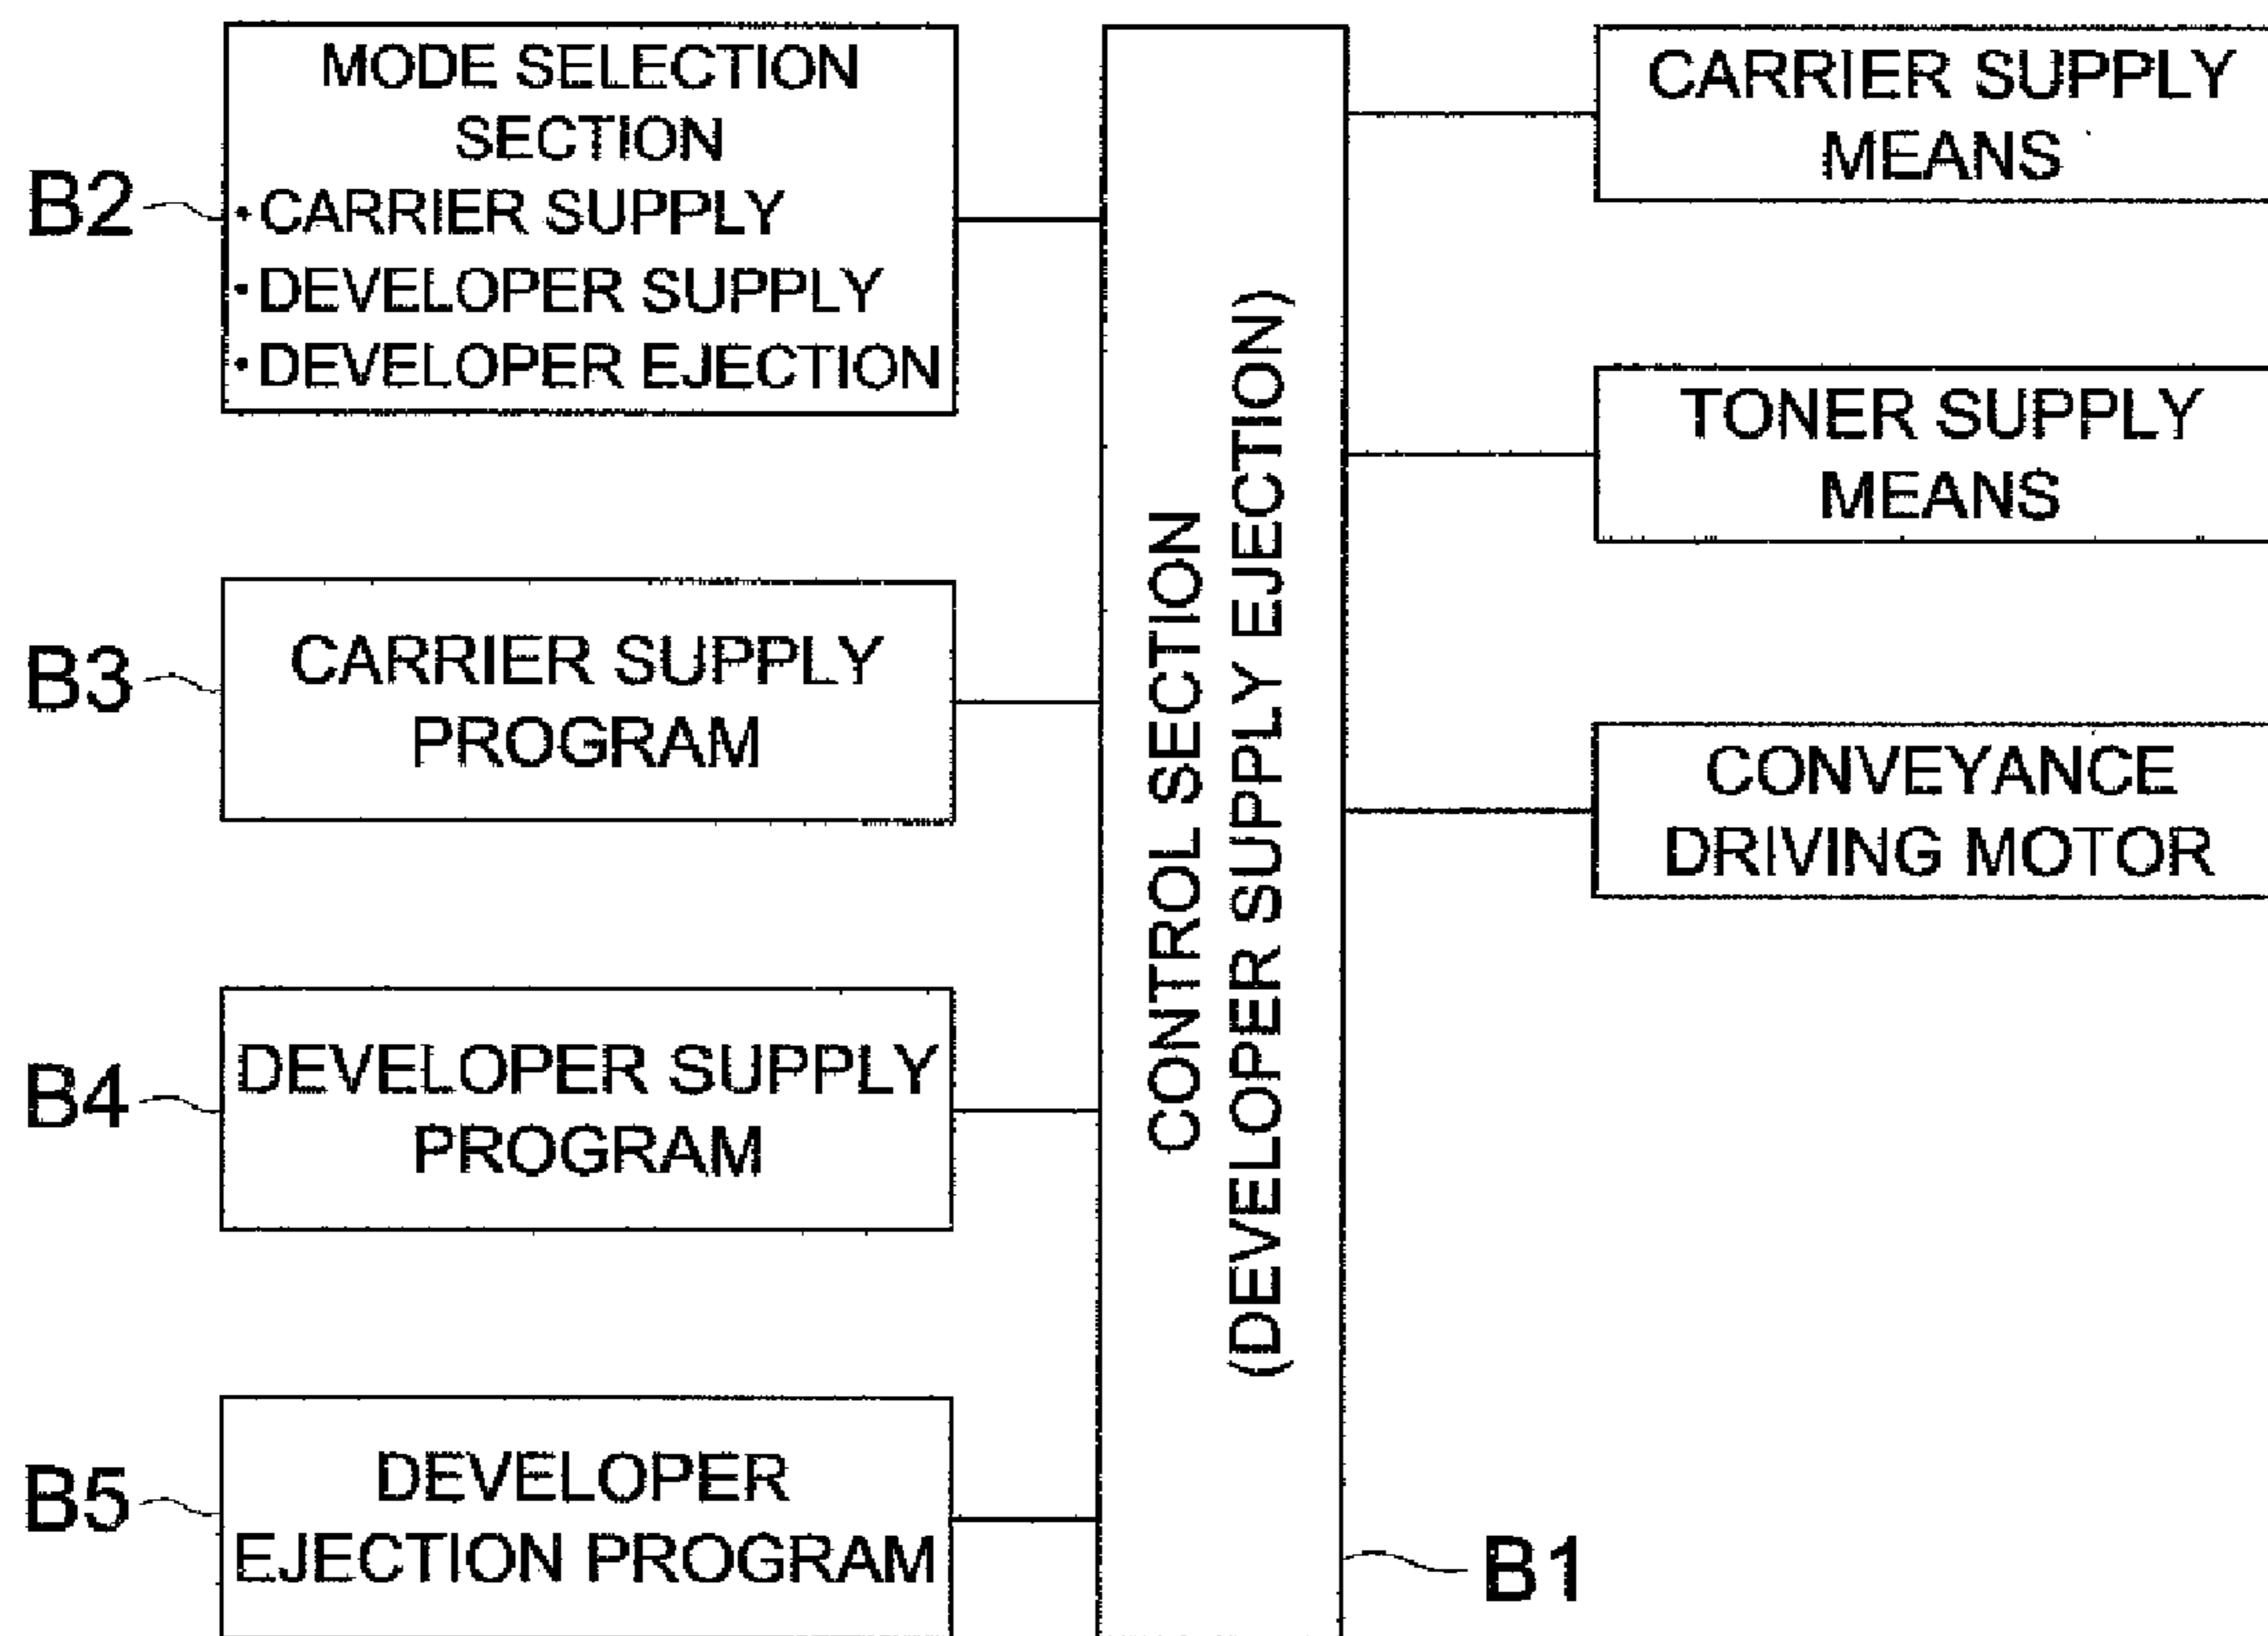 MODE SELECTION
SECTION
•CARRIER SUPPLY
•DEVELOPER SUPPLY
•DEVELOPER EJECTION
B2
CARRIER SUPPLY
PROGRAM
B3
DEVELOPER SUPPLY
PROGRAM
B4
DEVELOPER
EJECTION PROGRAM
B5
CONTROL SECTION
(DEVELOPER SUPPLY EJECTION)
B1
CARRIER SUPPLY
MEANS
TONER SUPPLY
MEANS
CONVEYANCE
DRIVING MOTOR